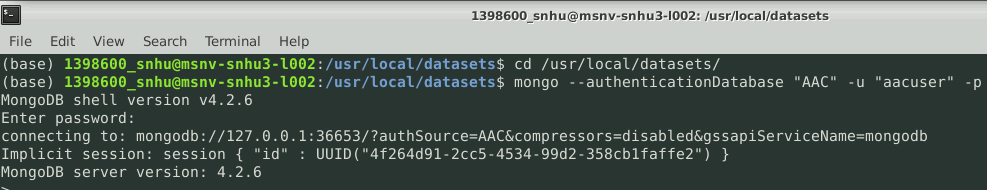 1398600_snhu@msnv-snhu3-l002: /usr/local/datasets
File Edit View Search Terminal Help
(base) 1398600_snhu@msnv-snhu3-l002:/usr/local/datasets$ cd /usr/local/datasets/
(base) 1398600_snhu@msnv-snhu3-l002:/usr/local/datasets$ mongo --authenticationDatabase "AAC" -u "aacuser" -p
MongoDB shell version v4.2.6
Enter password:
connecting to: mongodb://127.0.0.1:36653/?authSource=AAC&compressors=disabled&gssapiServiceName=mongodb
Implicit session: session { "id" : UUID("4f264d91-2cc5-4534-99d2-358cb1faffe2") }
MongoDB server version: 4.2.6
>